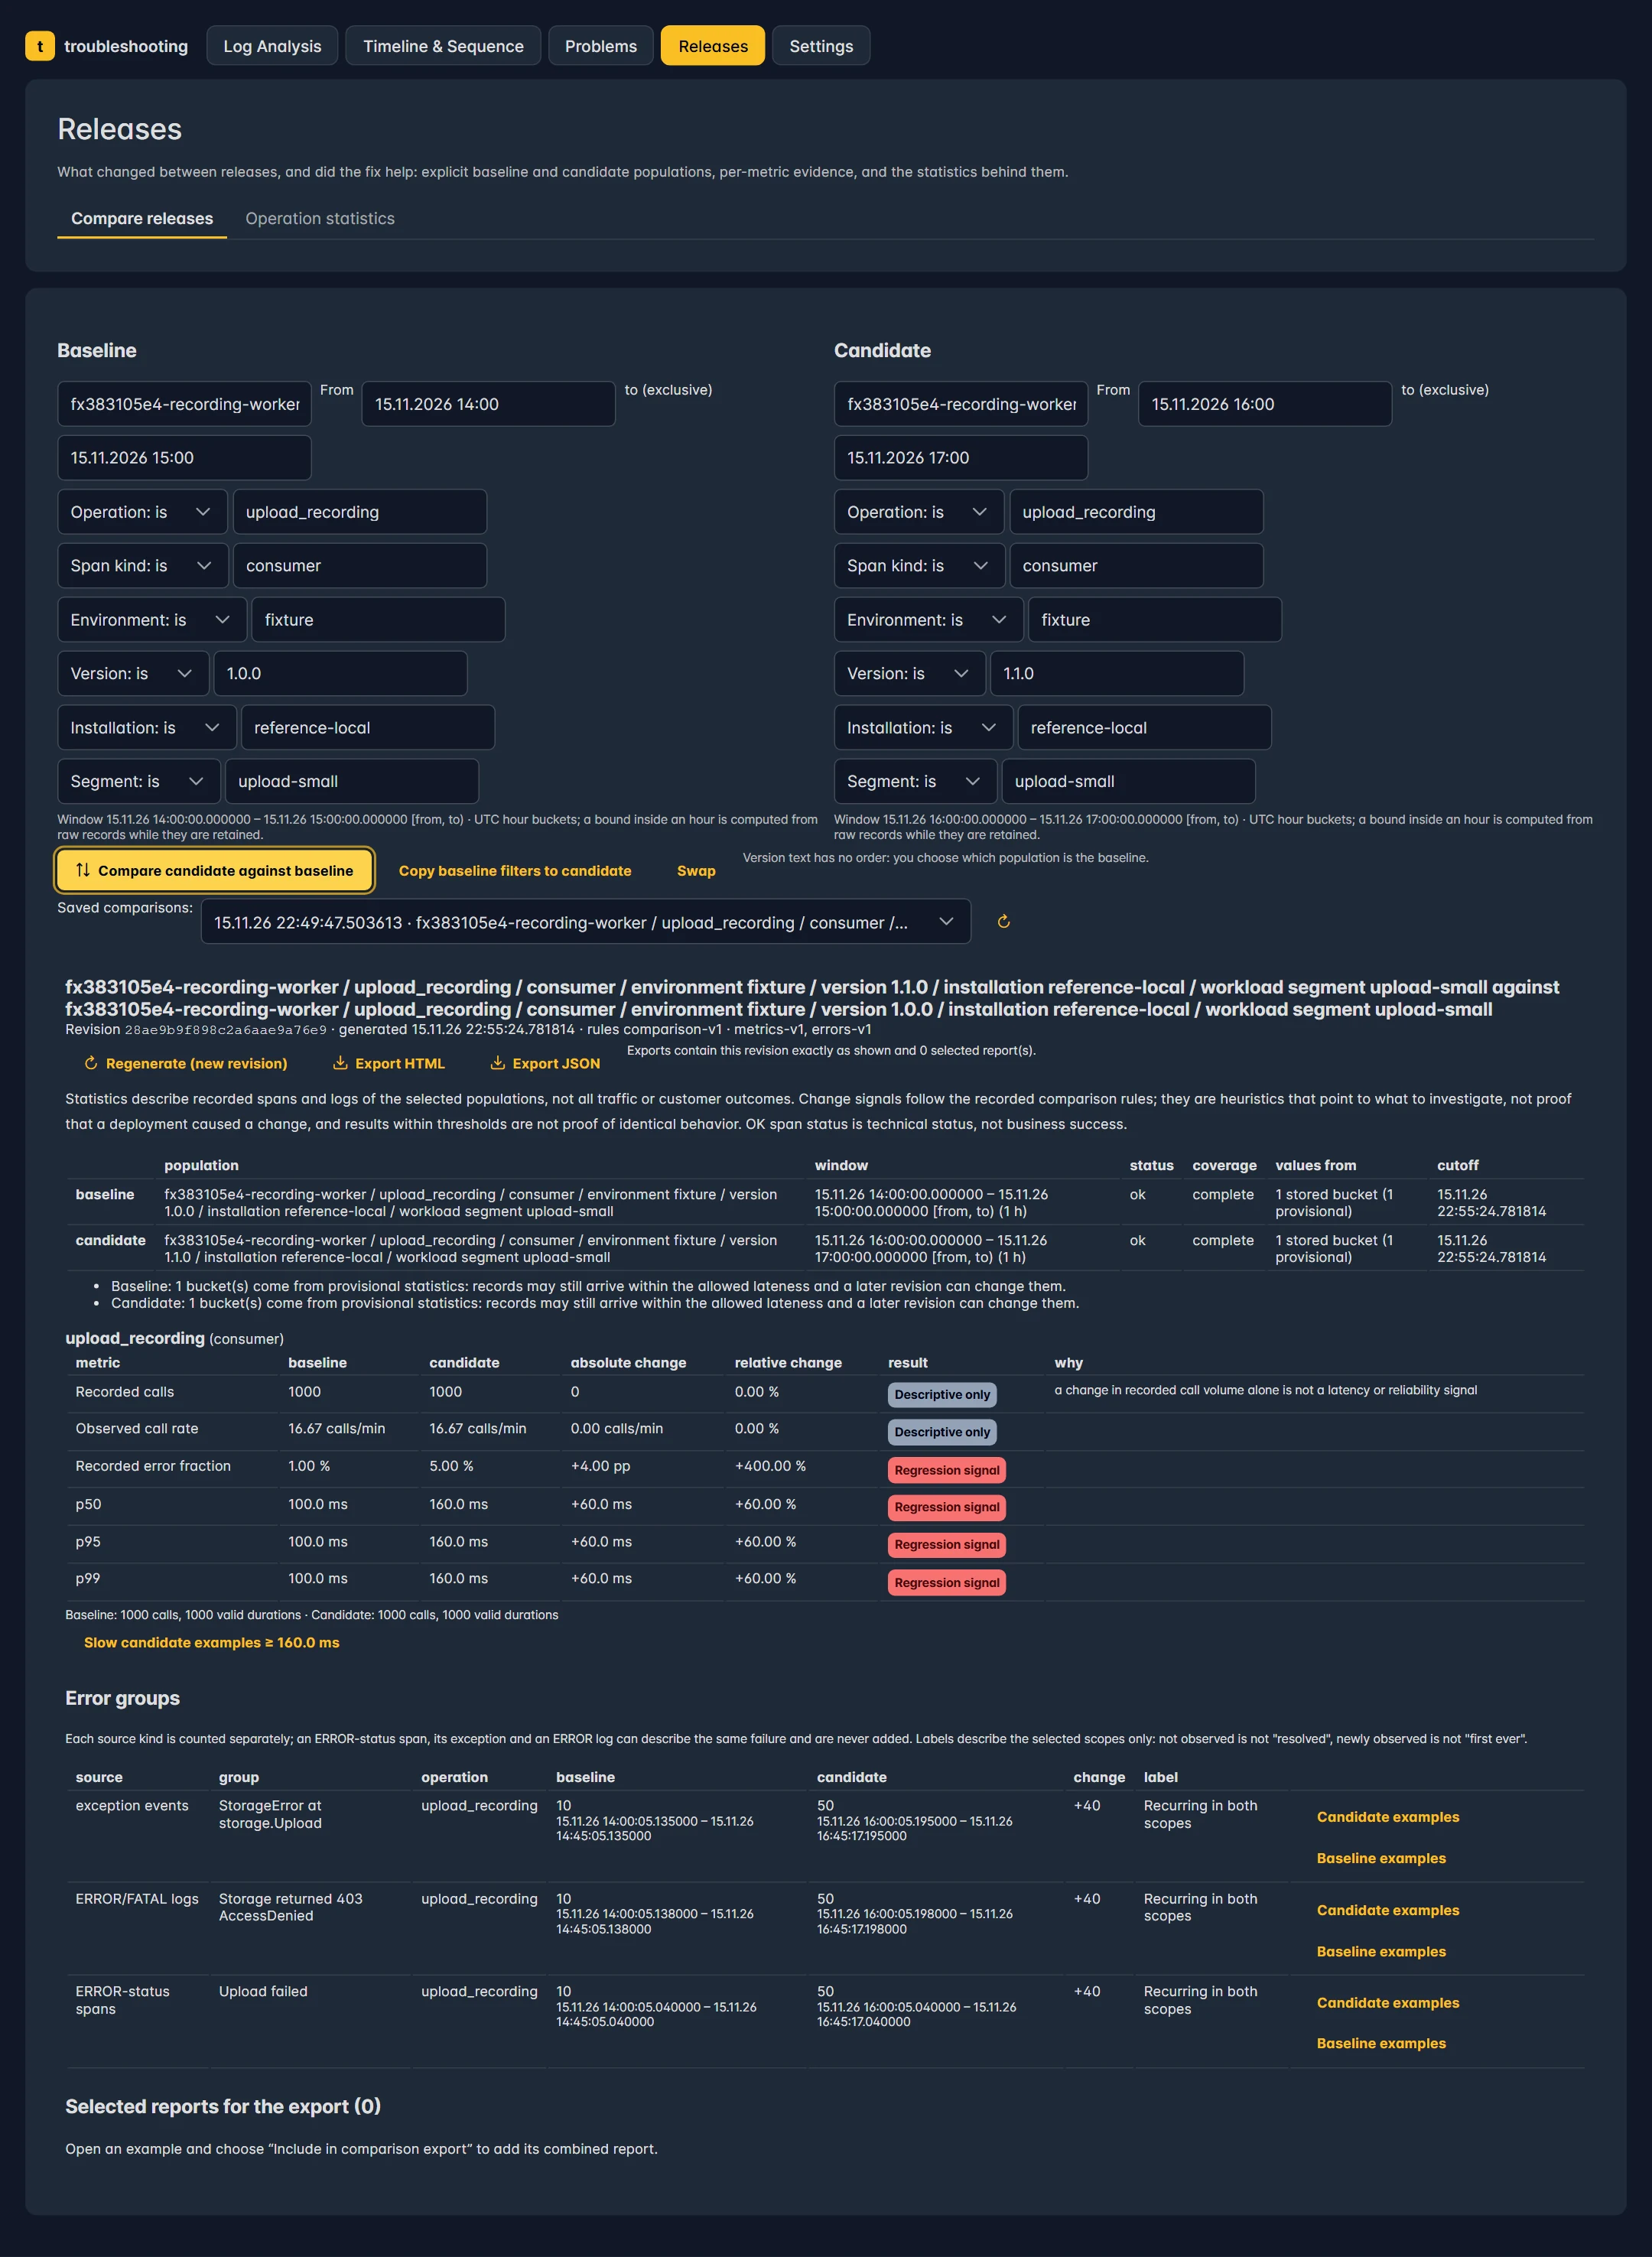 t troubleshooting Log Analysis Timeline & Sequence Problems Releases Settings
Releases
What changed between releases, and did the fix help: explicit baseline and candidate populations, per-metric evidence, and the statistics behind them.
Compare releases Operation statistics
Baseline
fx383105e4-recording-worker From 15.11.2026 14:00 to (exclusive)
15.11.2026 15:00
Operation: is upload_recording
Span kind: is consumer
Environment: is fixture
Version: is 1.0.0
Installation: is reference-local
Segment: is upload-small
Window 15.11.26 14:00:00.000000 – 15.11.26 15:00:00.000000 [from, to) · UTC hour buckets; a bound inside an hour is computed from
raw records while they are retained.
Candidate
fx383105e4-recording-worker From 15.11.2026 16:00 to (exclusive)
15.11.2026 17:00
Operation: is upload_recording
Span kind: is consumer
Environment: is fixture
Version: is 1.1.0
Installation: is reference-local
Segment: is upload-small
Window 15.11.26 16:00:00.000000 – 15.11.26 17:00:00.000000 [from, to) · UTC hour buckets; a bound inside an hour is computed from
raw records while they are retained.
Compare candidate against baseline Copy baseline filters to candidate Swap Version text has no order: you choose which population is the baseline.
Saved comparisons: 15.11.26 22:49:47.503613 · fx383105e4-recording-worker / upload_recording / consumer /...
fx383105e4-recording-worker / upload_recording / consumer / environment fixture / version 1.1.0 / installation reference-local / workload segment upload-small against
fx383105e4-recording-worker / upload_recording / consumer / environment fixture / version 1.0.0 / installation reference-local / workload segment upload-small
Revision 28ae9b9f898c2a6aae9a76e9 · generated 15.11.26 22:55:24.781814 · rules comparison-v1 · metrics-v1, errors-v1
Regenerate (new revision) Export HTML Export JSON Exports contain this revision exactly as shown and 0 selected report(s).
Statistics describe recorded spans and logs of the selected populations, not all traffic or customer outcomes. Change signals follow the recorded comparison rules; they are heuristics that point to what to investigate, not proof
that a deployment caused a change, and results within thresholds are not proof of identical behavior. OK span status is technical status, not business success.
population window status coverage values from cutoff
baseline fx383105e4-recording-worker / upload_recording / consumer / environment fixture / version 15.11.26 14:00:00.000000 – 15.11.26 ok complete 1 stored bucket (1 15.11.26
1.0.0 / installation reference-local / workload segment upload-small 15:00:00.000000 [from, to) (1 h) provisional) 22:55:24.781814
candidate fx383105e4-recording-worker / upload_recording / consumer / environment fixture / version 15.11.26 16:00:00.000000 – 15.11.26 ok complete 1 stored bucket (1 15.11.26
1.1.0 / installation reference-local / workload segment upload-small 17:00:00.000000 [from, to) (1 h) provisional) 22:55:24.781814
• Baseline: 1 bucket(s) come from provisional statistics: records may still arrive within the allowed lateness and a later revision can change them.
• Candidate: 1 bucket(s) come from provisional statistics: records may still arrive within the allowed lateness and a later revision can change them.
upload_recording (consumer)
metric baseline candidate absolute change relative change result why
Recorded calls 1000 1000 0 0.00 % Descriptive only a change in recorded call volume alone is not a latency or reliability signal
Observed call rate 16.67 calls/min 16.67 calls/min 0.00 calls/min 0.00 % Descriptive only
Recorded error fraction 1.00 % 5.00 % +4.00 pp +400.00 % Regression signal
p50 100.0 ms 160.0 ms +60.0 ms +60.00 % Regression signal
p95 100.0 ms 160.0 ms +60.0 ms +60.00 % Regression signal
p99 100.0 ms 160.0 ms +60.0 ms +60.00 % Regression signal
Baseline: 1000 calls, 1000 valid durations · Candidate: 1000 calls, 1000 valid durations
Slow candidate examples ≥ 160.0 ms
Error groups
Each source kind is counted separately; an ERROR-status span, its exception and an ERROR log can describe the same failure and are never added. Labels describe the selected scopes only: not observed is not "resolved", newly observed is not "first ever".
source group operation baseline candidate change label
exception events StorageError at storage.Upload upload_recording 10 15.11.26 14:00:05.135000 – 15.11.26 14:45:05.135000 50 15.11.26 16:00:05.195000 – 15.11.26 16:45:17.195000 +40 Recurring in both scopes Candidate examples
Baseline examples
ERROR/FATAL logs Storage returned 403 AccessDenied upload_recording 10 15.11.26 14:00:05.138000 – 15.11.26 14:45:05.138000 50 15.11.26 16:00:05.198000 – 15.11.26 16:45:17.198000 +40 Recurring in both scopes Candidate examples
Baseline examples
ERROR-status spans Upload failed upload_recording 10 15.11.26 14:00:05.040000 – 15.11.26 14:45:05.040000 50 15.11.26 16:00:05.040000 – 15.11.26 16:45:17.040000 +40 Recurring in both scopes Candidate examples
Baseline examples
Selected reports for the export (0)
Open an example and choose “Include in comparison export” to add its combined report.